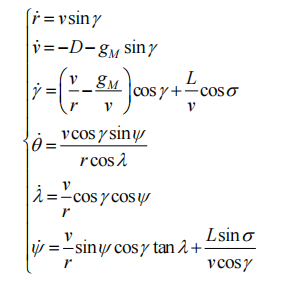 ṙ = v sin γ
v̇ = −D − g_M sin γ
γ̇ = (v/r − g_M/v) cos γ + L/v cos σ
θ̇ = v cos γ sin ψ / r cos λ
λ̇ = v/r cos γ cos ψ
ψ̇ = v/r sin ψ cos γ tan λ + L sin σ / v cos γ